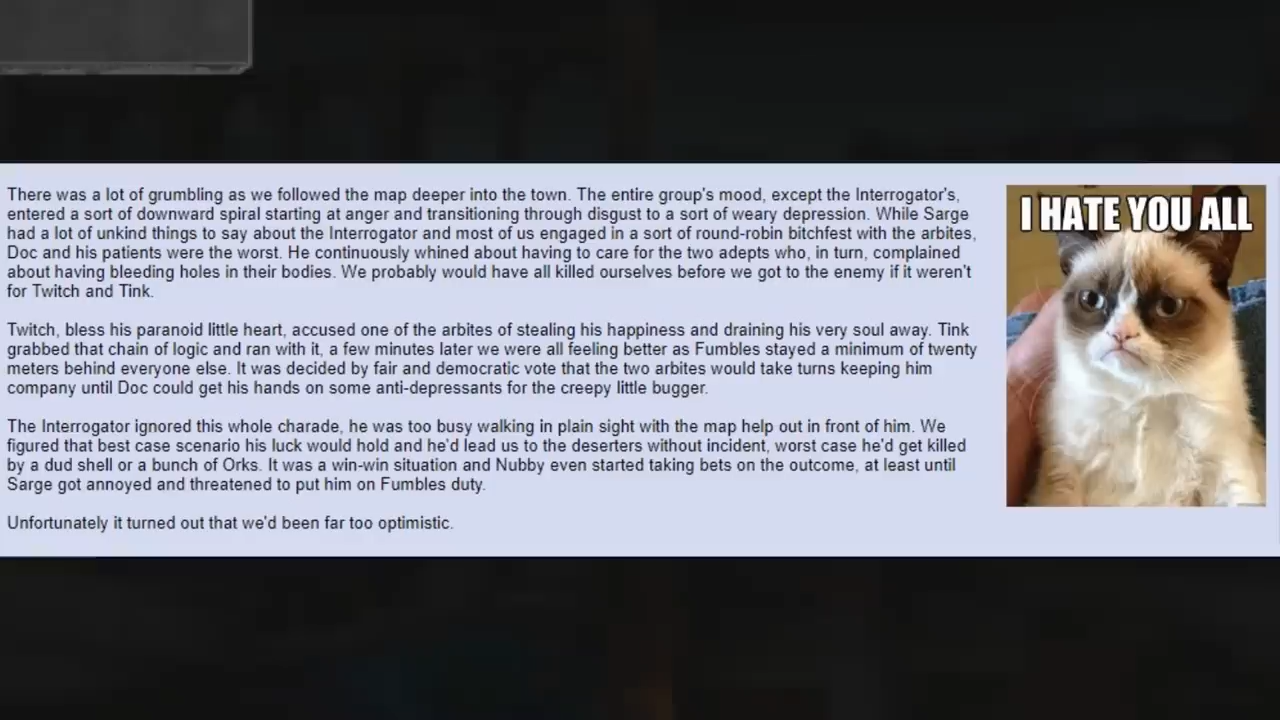 There was a lot of grumbling as we followed the map deeper into the town. The entire group's mood, except the Interrogator's,
entered a sort of downward spiral starting at anger and transitioning through disgust to a sort of weary depression. While Sarge
had a lot of unkind things to say about the Interrogator and most of us engaged in a sort of round-robin bitchfest with the arbites,
Doc and his patients were the worst. He continuously whined about having to care for the two adepts who, in turn, complained
about having bleeding holes in their bodies. We probably would have all killed ourselves before we got to the enemy if it weren't
for Twitch and Tink.
Twitch, bless his paranoid little heart, accused one of the arbites of stealing his happiness and draining his very soul away. Tink
grabbed that chain of logic and ran with it, a few minutes later we were all feeling better as Fumbles stayed a minimum of twenty
meters behind everyone else. It was decided by fair and democratic vote that the two arbites would take turns keeping him
company until Doc could get his hands on some anti-depressants for the creepy little bugger.
The Interrogator ignored this whole charade, he was too busy walking in plain sight with the map help out in front of him. We
figured that best case scenario his luck would hold and he'd lead us to the deserters without incident, worst case he'd get killed
by a dud shell or a bunch of Orks. It was a win-win situation and Nubby even started taking bets on the outcome, at least until
Sarge got annoyed and threatened to put him on Fumbles duty.
Unfortunately it turned out that we'd been far too optimistic.
I HATE YOU ALL